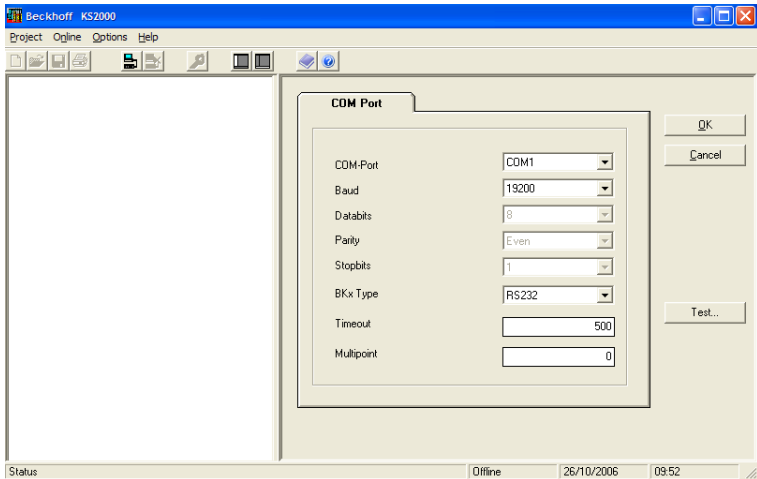 Beckhoff KS2000
Project Online Options Help
COM Port
OK
COM-Port COM1
Cancel
Baud 19200
Databits 8
Parity Even
Stopbits 1
BKx Type RS232
Test...
Timeout 500
Multipoint 0
Status Offline 26/10/2006 09:52